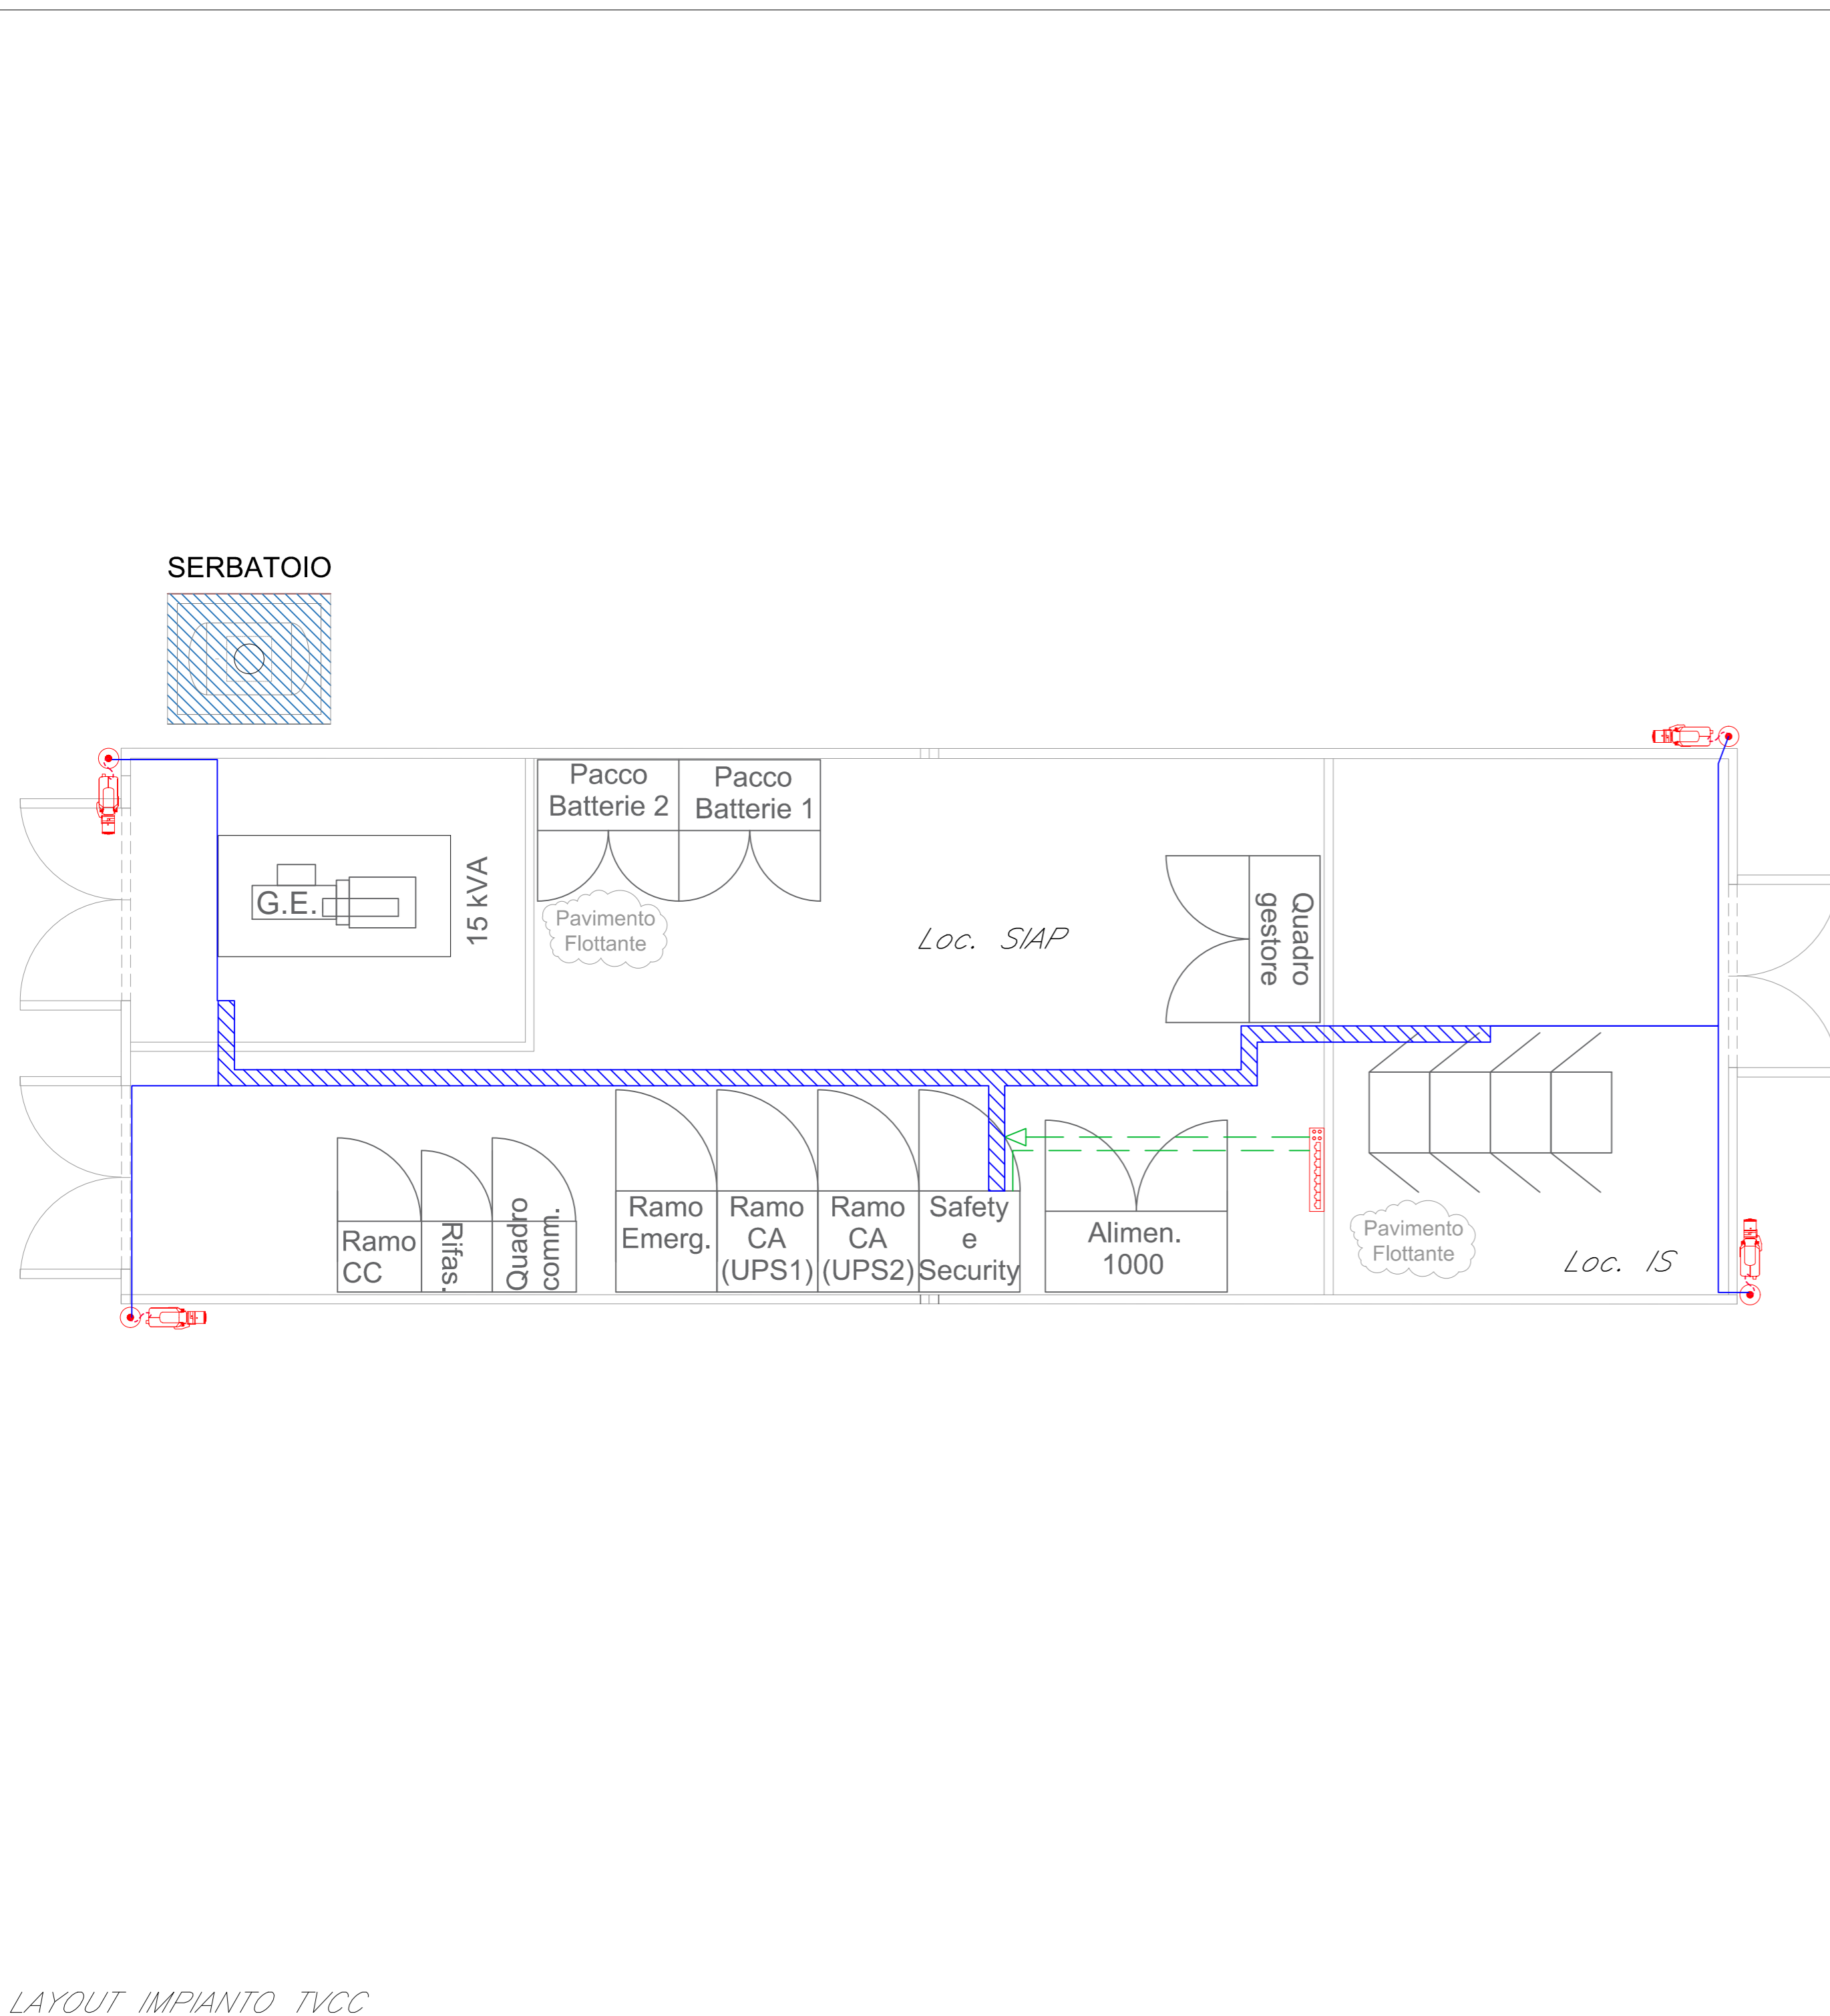 SERBATOIO
Pacco
Batterie 2
Pacco
Batterie 1
G.E.
15 kVA
Pavimento
Flottante
Loc. SIAP
Quadro
gestore
Ramo
CC
Rifas.
Quadro
comm.
Ramo
Emerg.
Ramo
CA
(UPS1)
Ramo
CA
(UPS2)
Safety
e
Security
Alimen.
1000
Pavimento
Flottante
Loc. IS
LAYOUT IMPIANTO TVCC